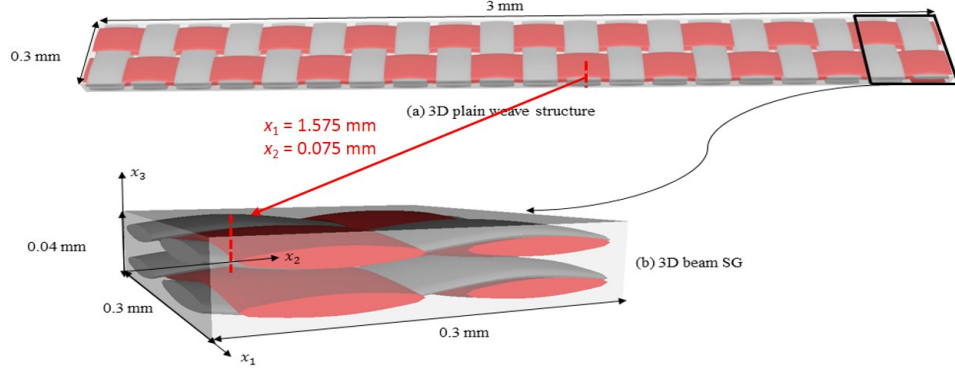 3 mm
0.3 mm
(a) 3D plain weave structure
x₁ = 1.575 mm
x₂ = 0.075 mm
x₃
0.04 mm
x₂
(b) 3D beam SG
0.3 mm
0.3 mm
x₁